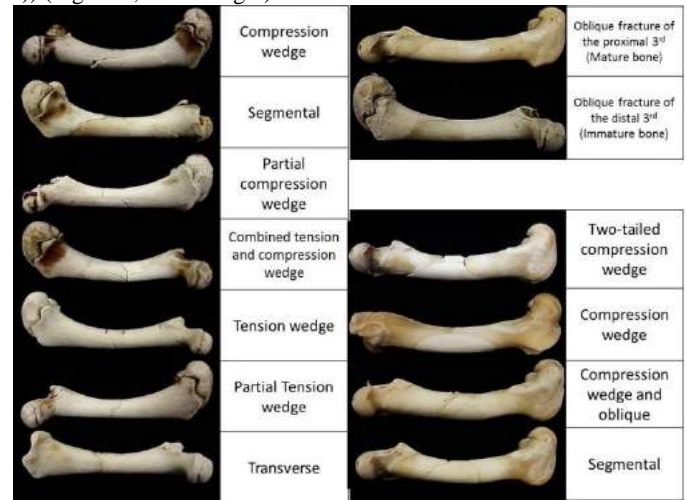 Compression
wedge
Segmental
Partial
compression
wedge
Combined tension
and compression
wedge
Tension wedge
Partial Tension
wedge
Transverse
Oblique fracture of
the proximal 3rd
(Mature bone)
Oblique fracture of
the distal 3rd
(Immature bone)
Two-tailed
compression
wedge
Compression
wedge
Compression
wedge and
oblique
Segmental